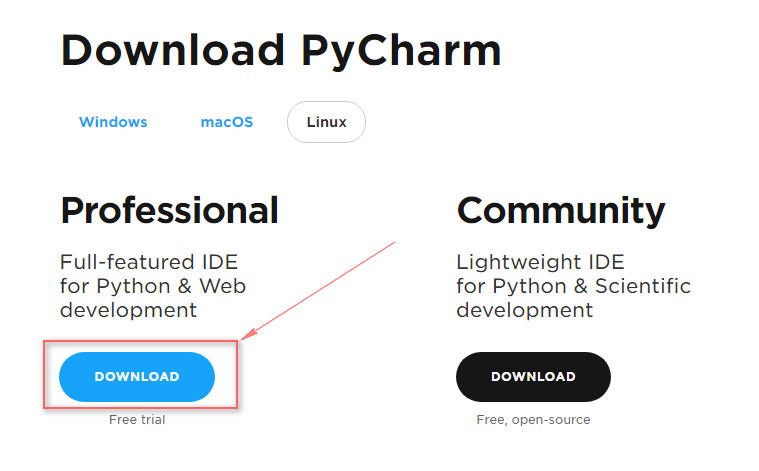 Download PyCharm
Windows macOS Linux
Professional
Full-featured IDE
for Python & Web
development
DOWNLOAD
Free trial
Community
Lightweight IDE
for Python & Scientific
development
DOWNLOAD
Free, open-source